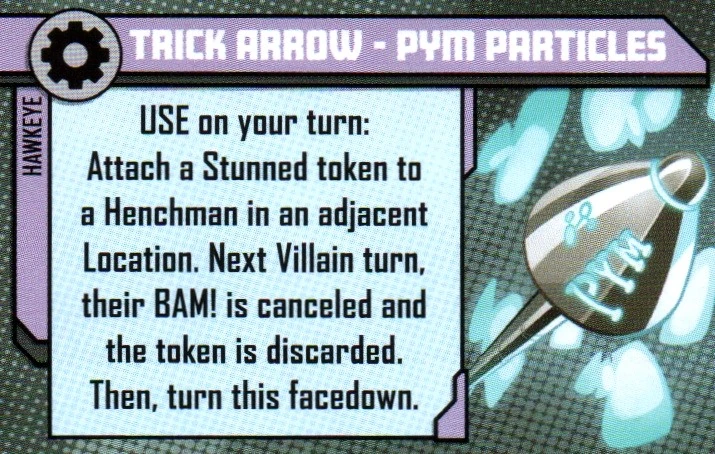 TRICK ARROW - PYM PARTICLES
HAWKEYE
USE on your turn:
Attach a Stunned token to
a Henchman in an adjacent
Location. Next Villain turn,
their BAM! is canceled and
the token is discarded.
Then, turn this facedown.
PYM